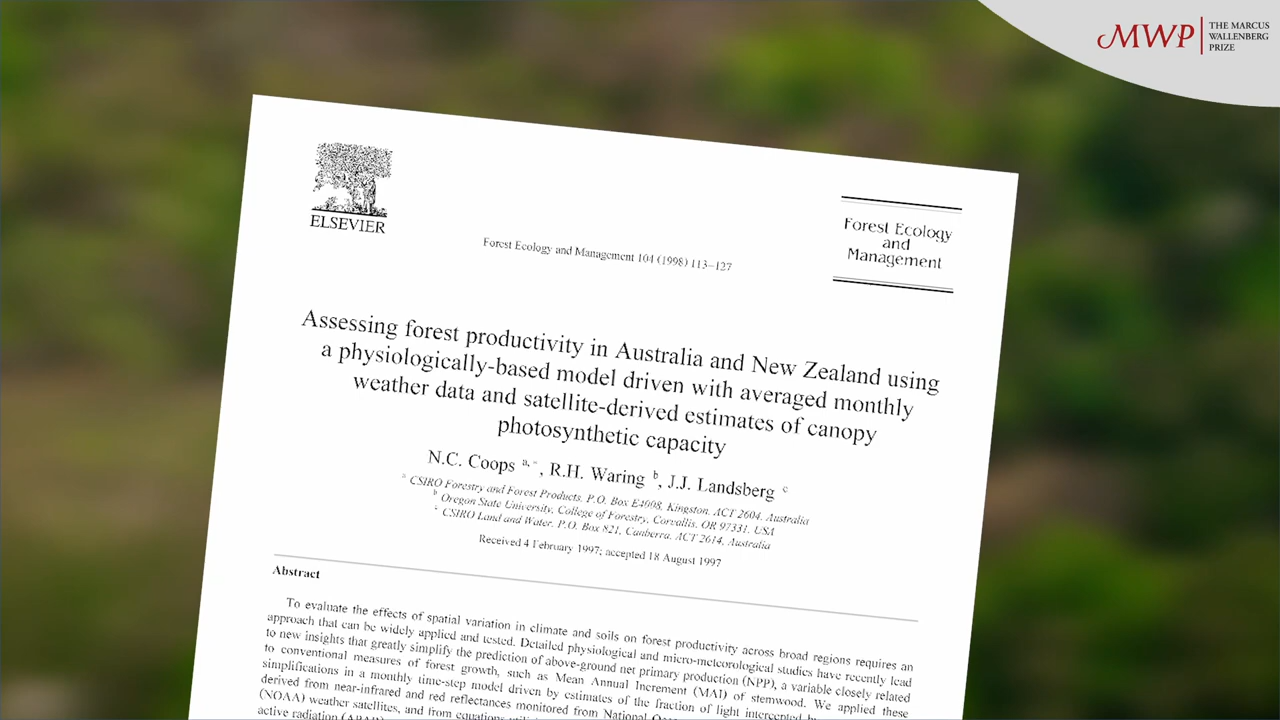 MWP
THE MARCUS
WALLENBERG
PRIZE
ELSEVIER
Forest Ecology and Management 104 (1998) 113–127
Forest Ecology
and
Management
Assessing forest productivity in Australia and New Zealand using
a physiologically-based model driven with averaged monthly
weather data and satellite-derived estimates of canopy
photosynthetic capacity
N.C. Coops a,*, R.H. Waring b, J.J. Landsberg c
a CSIRO Forestry and Forest Products, P.O. Box E4008, Kingston, ACT 2604, Australia
b Oregon State University, College of Forestry, Corvallis, OR 97331, USA
c CSIRO Land and Water, P.O. Box 821, Canberra, ACT 2614, Australia
Received 4 February 1997; accepted 18 August 1997
Abstract
To evaluate the effects of spatial variation in climate and soils on forest productivity across broad regions requires an
approach that can be widely applied and tested. Detailed physiological and micro-meteorological studies have recently lead
to new insights that greatly simplify the prediction of above-ground net primary production (NPP), a variable closely related
to conventional measures of forest growth, such as Mean Annual Increment (MAI) of stemwood. We applied these
simplifications in a monthly time-step model driven by estimates of the fraction of light intercepted
derived from near-infrared and red reflectances monitored from National
(NOAA) weather satellites, and from equations
active radiation